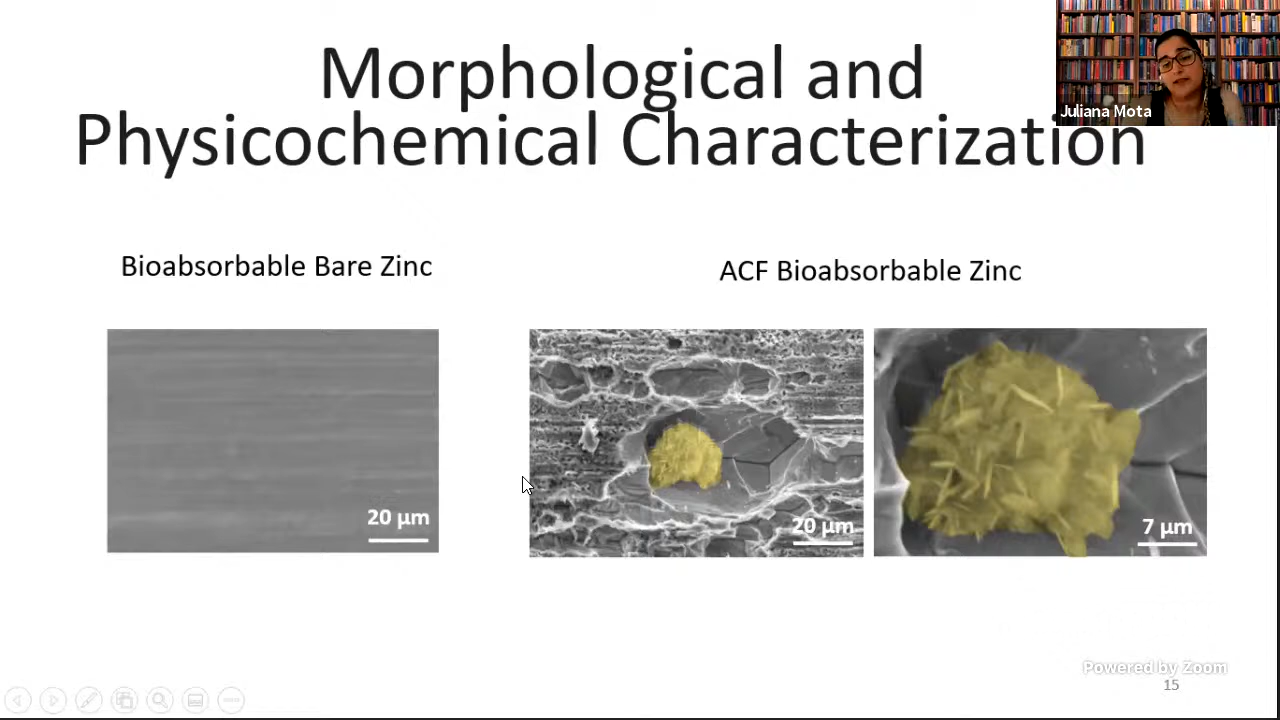 Morphological and
Physicochemical Characterization
Juliana Mota
Bioabsorbable Bare Zinc
ACF Bioabsorbable Zinc
20 µm
20 µm
7 µm
Powered by Zoom
15